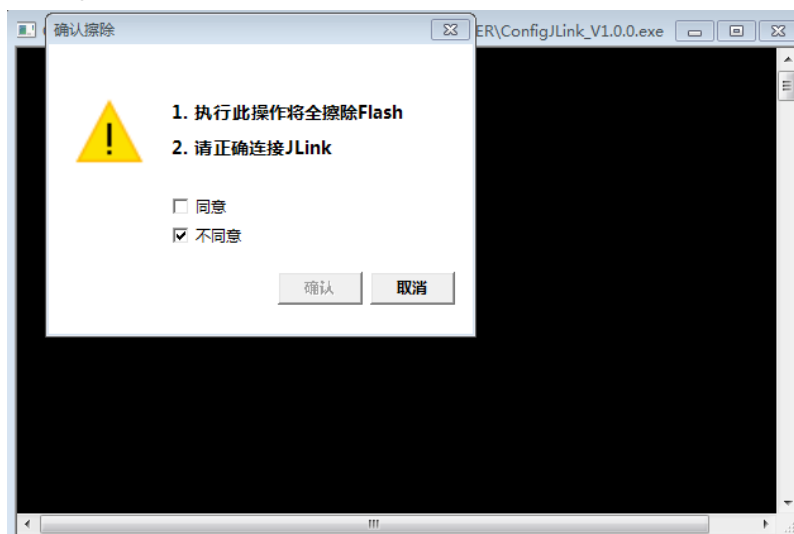 确认擦除
ER\ConfigJLink_V1.0.0.exe
1. 执行此操作将全擦除Flash
2. 请正确连接JLink
同意
不同意
确认
取消